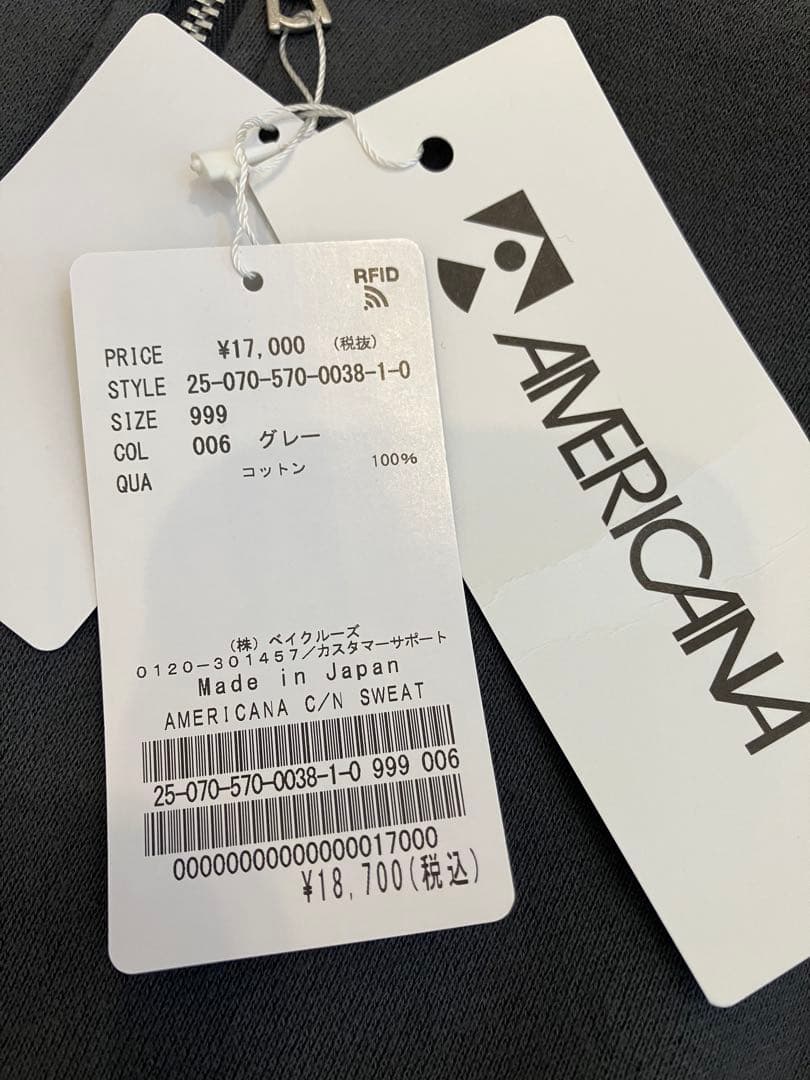 RFID
PRICE ¥17,000 (税抜)
STYLE 25-070-570-0038-1-0
SIZE 999
COL 006 グレー
QUA コットン 100%
(株)ベイクルーズ
0120-301457/カスタマーサポート
Made in Japan
AMERICANA C/N SWEAT
25-070-570-0038-1-0 999 006
00000000000000017000
¥18,700(税込)
AMERICANA